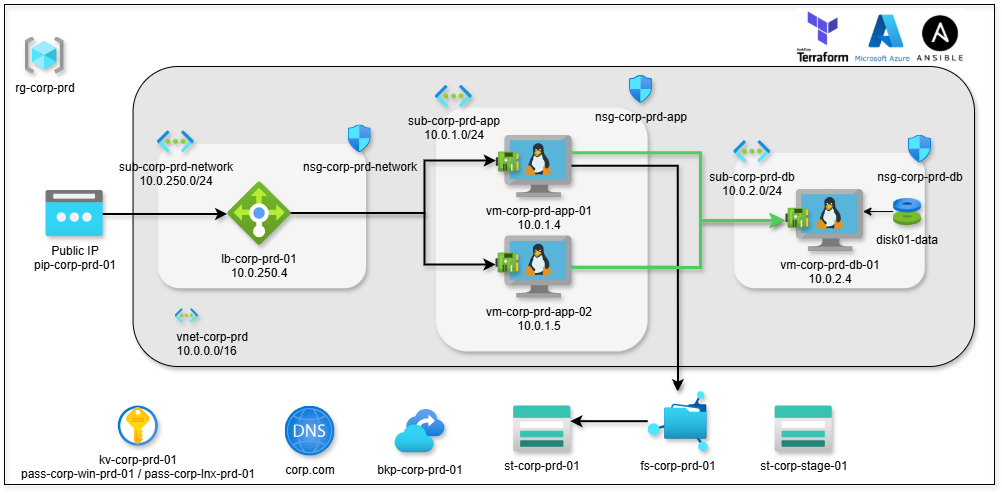 HashiCorp
Terraform
Microsoft Azure
ANSIBLE
rg-corp-prd
sub-corp-prd-network
10.0.250.0/24
nsg-corp-prd-network
sub-corp-prd-app
10.0.1.0/24
nsg-corp-prd-app
sub-corp-prd-db
10.0.2.0/24
nsg-corp-prd-db
Public IP
pip-corp-prd-01
lb-corp-prd-01
10.0.250.4
vm-corp-prd-app-01
10.0.1.4
vm-corp-prd-app-02
10.0.1.5
disk01-data
vm-corp-prd-db-01
10.0.2.4
vnet-corp-prd
10.0.0.0/16
kv-corp-prd-01
pass-corp-win-prd-01 / pass-corp-lnx-prd-01
DNS
corp.com
bkp-corp-prd-01
st-corp-prd-01
fs-corp-prd-01
st-corp-stage-01